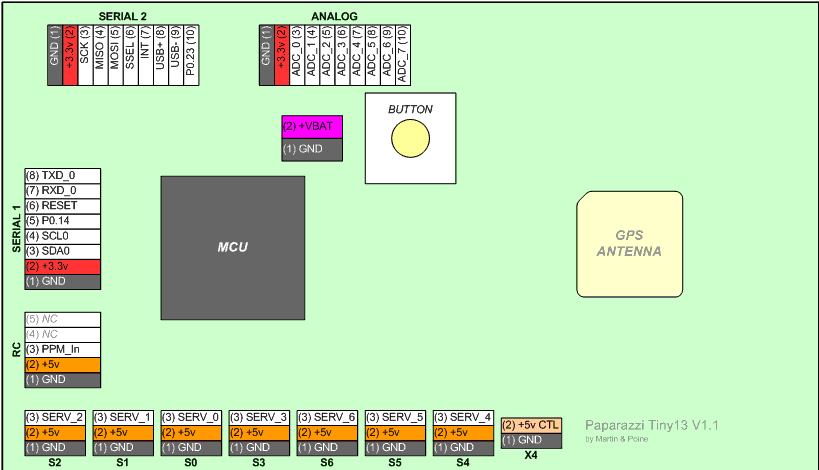 SERIAL 2
GND (1)
+3.3v (2)
SCK (3)
MISO (4)
MOSI (5)
SSEL (6)
INT (7)
USB+ (8)
USB- (9)
P0.23 (10)
ANALOG
GND (1)
+3.3v (2)
ADC_0 (3)
ADC_1 (4)
ADC_2 (5)
ADC_3 (6)
ADC_4 (7)
ADC_5 (8)
ADC_6 (9)
ADC_7 (10)
(2) +VBAT
(1) GND
BUTTON
SERIAL 1
(8) TXD_0
(7) RXD_0
(6) RESET
(5) P0.14
(4) SCL0
(3) SDA0
(2) +3.3v
(1) GND
MCU
GPS
ANTENNA
RC
(5) NC
(4) NC
(3) PPM_In
(2) +5v
(1) GND
(3) SERV_2
(2) +5v
(1) GND
S2
(3) SERV_1
(2) +5v
(1) GND
S1
(3) SERV_0
(2) +5v
(1) GND
S0
(3) SERV_3
(2) +5v
(1) GND
S3
(3) SERV_6
(2) +5v
(1) GND
S6
(3) SERV_5
(2) +5v
(1) GND
S5
(3) SERV_4
(2) +5v
(1) GND
S4
(2) +5v CTL
(1) GND
X4
Paparazzi Tiny13 V1.1
by Martin & Poine